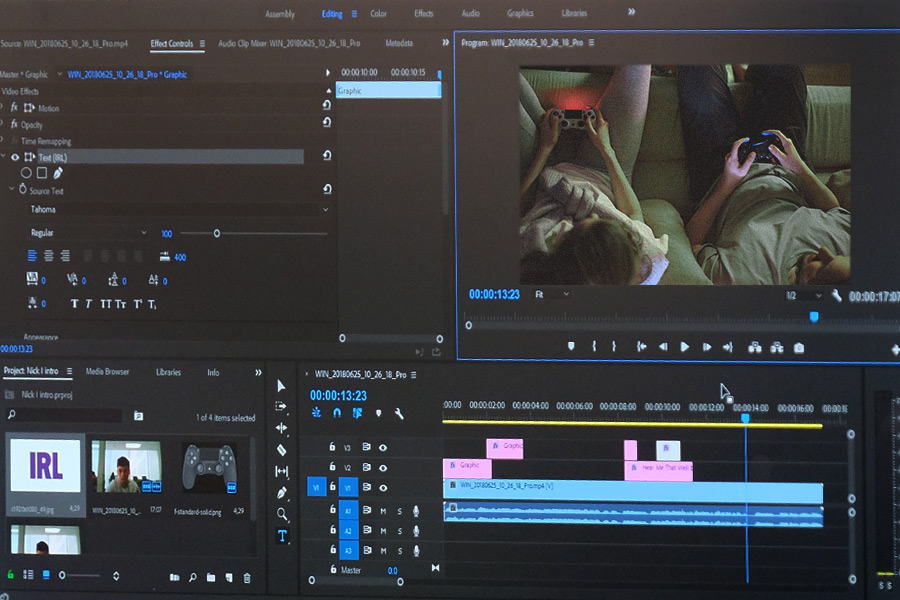 Assembly Editing Color Effects Audio Graphics Libraries
Source: WIN_20180625_10_26_18_Pro.mp4 Effect Controls Audio Clip Mixer: WIN_20180625_10_26_18_Pro Metadata
Program: WIN_20180625_10_26_18_Pro
Master * Graphic WIN_20180625_10_26_18_Pro * Graphic
00:00:10:00 00:00:10:15
Video Effects
Graphic
fx Motion
fx Opacity
Time Remapping
Text (IRL)
Source Text
Tahoma
Regular 100
400
0 0 0 0
0 T T TT Tr T' T,
Appearance
00:00:13:23
00:00:13:23 Fit 1/2 00:00:17:07
Project: Nick I intro Media Browser Libraries Info
Nick I intro.prproj
1 of 4 items selected
IRL
4;29
WIN_20180625_10_... 17:07
f-standard-solid.png 4;29
WIN_20180625_10_26_18_Pro
00:00:13:23
:00:00 00:00:02:00 00:00:04:00 00:00:06:00 00:00:08:00 00:00:10:00 00:00:12:00 00:00:14:00 00:00:16:00 00:00:18
V3
Graphic
V2
Graphic
Hear Me That Well
V1 V1
WIN_20180625_10_26_18_Pro.mp4 [V]
A1 M S
A2 M S
A3 M S
Master 0.0
S S